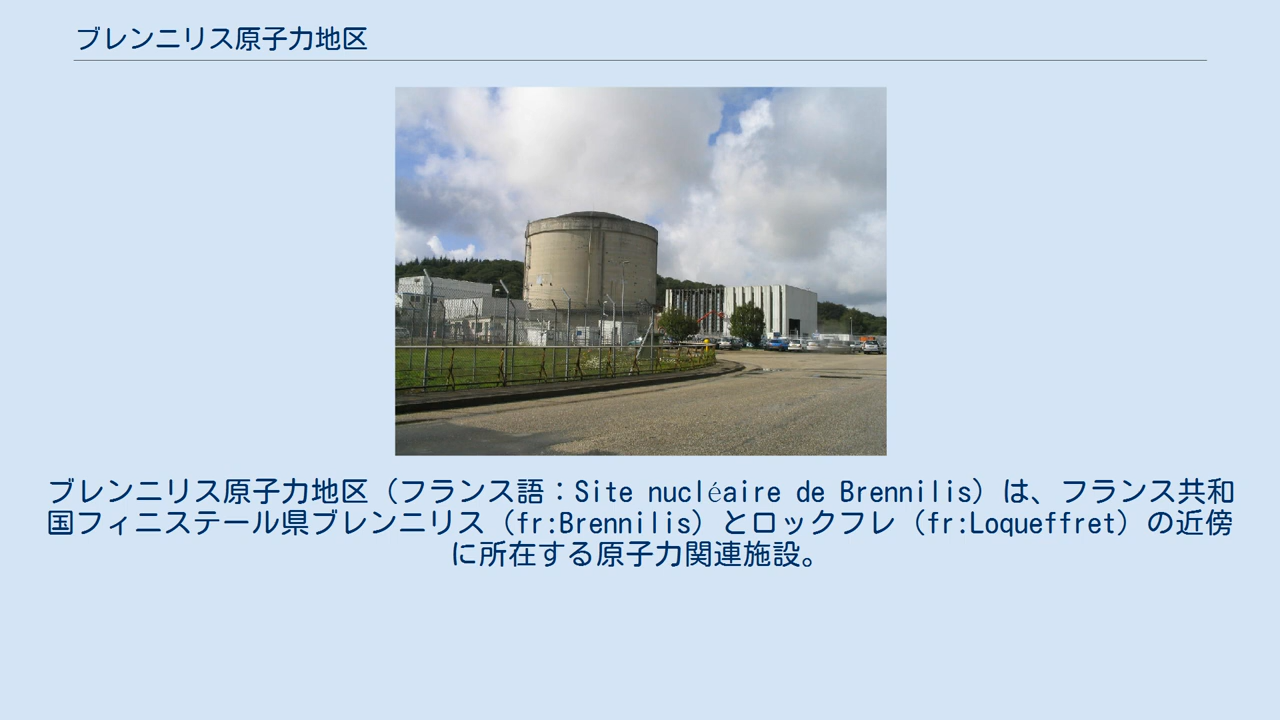 ブレンニリス原子力地区
ブレンニリス原子力地区（フランス語：Site nucléaire de Brennilis）は、フランス共和
国フィニステール県ブレンニリス（fr:Brennilis）とロックフレ（fr:Loqueffret）の近傍
に所在する原子力関連施設。